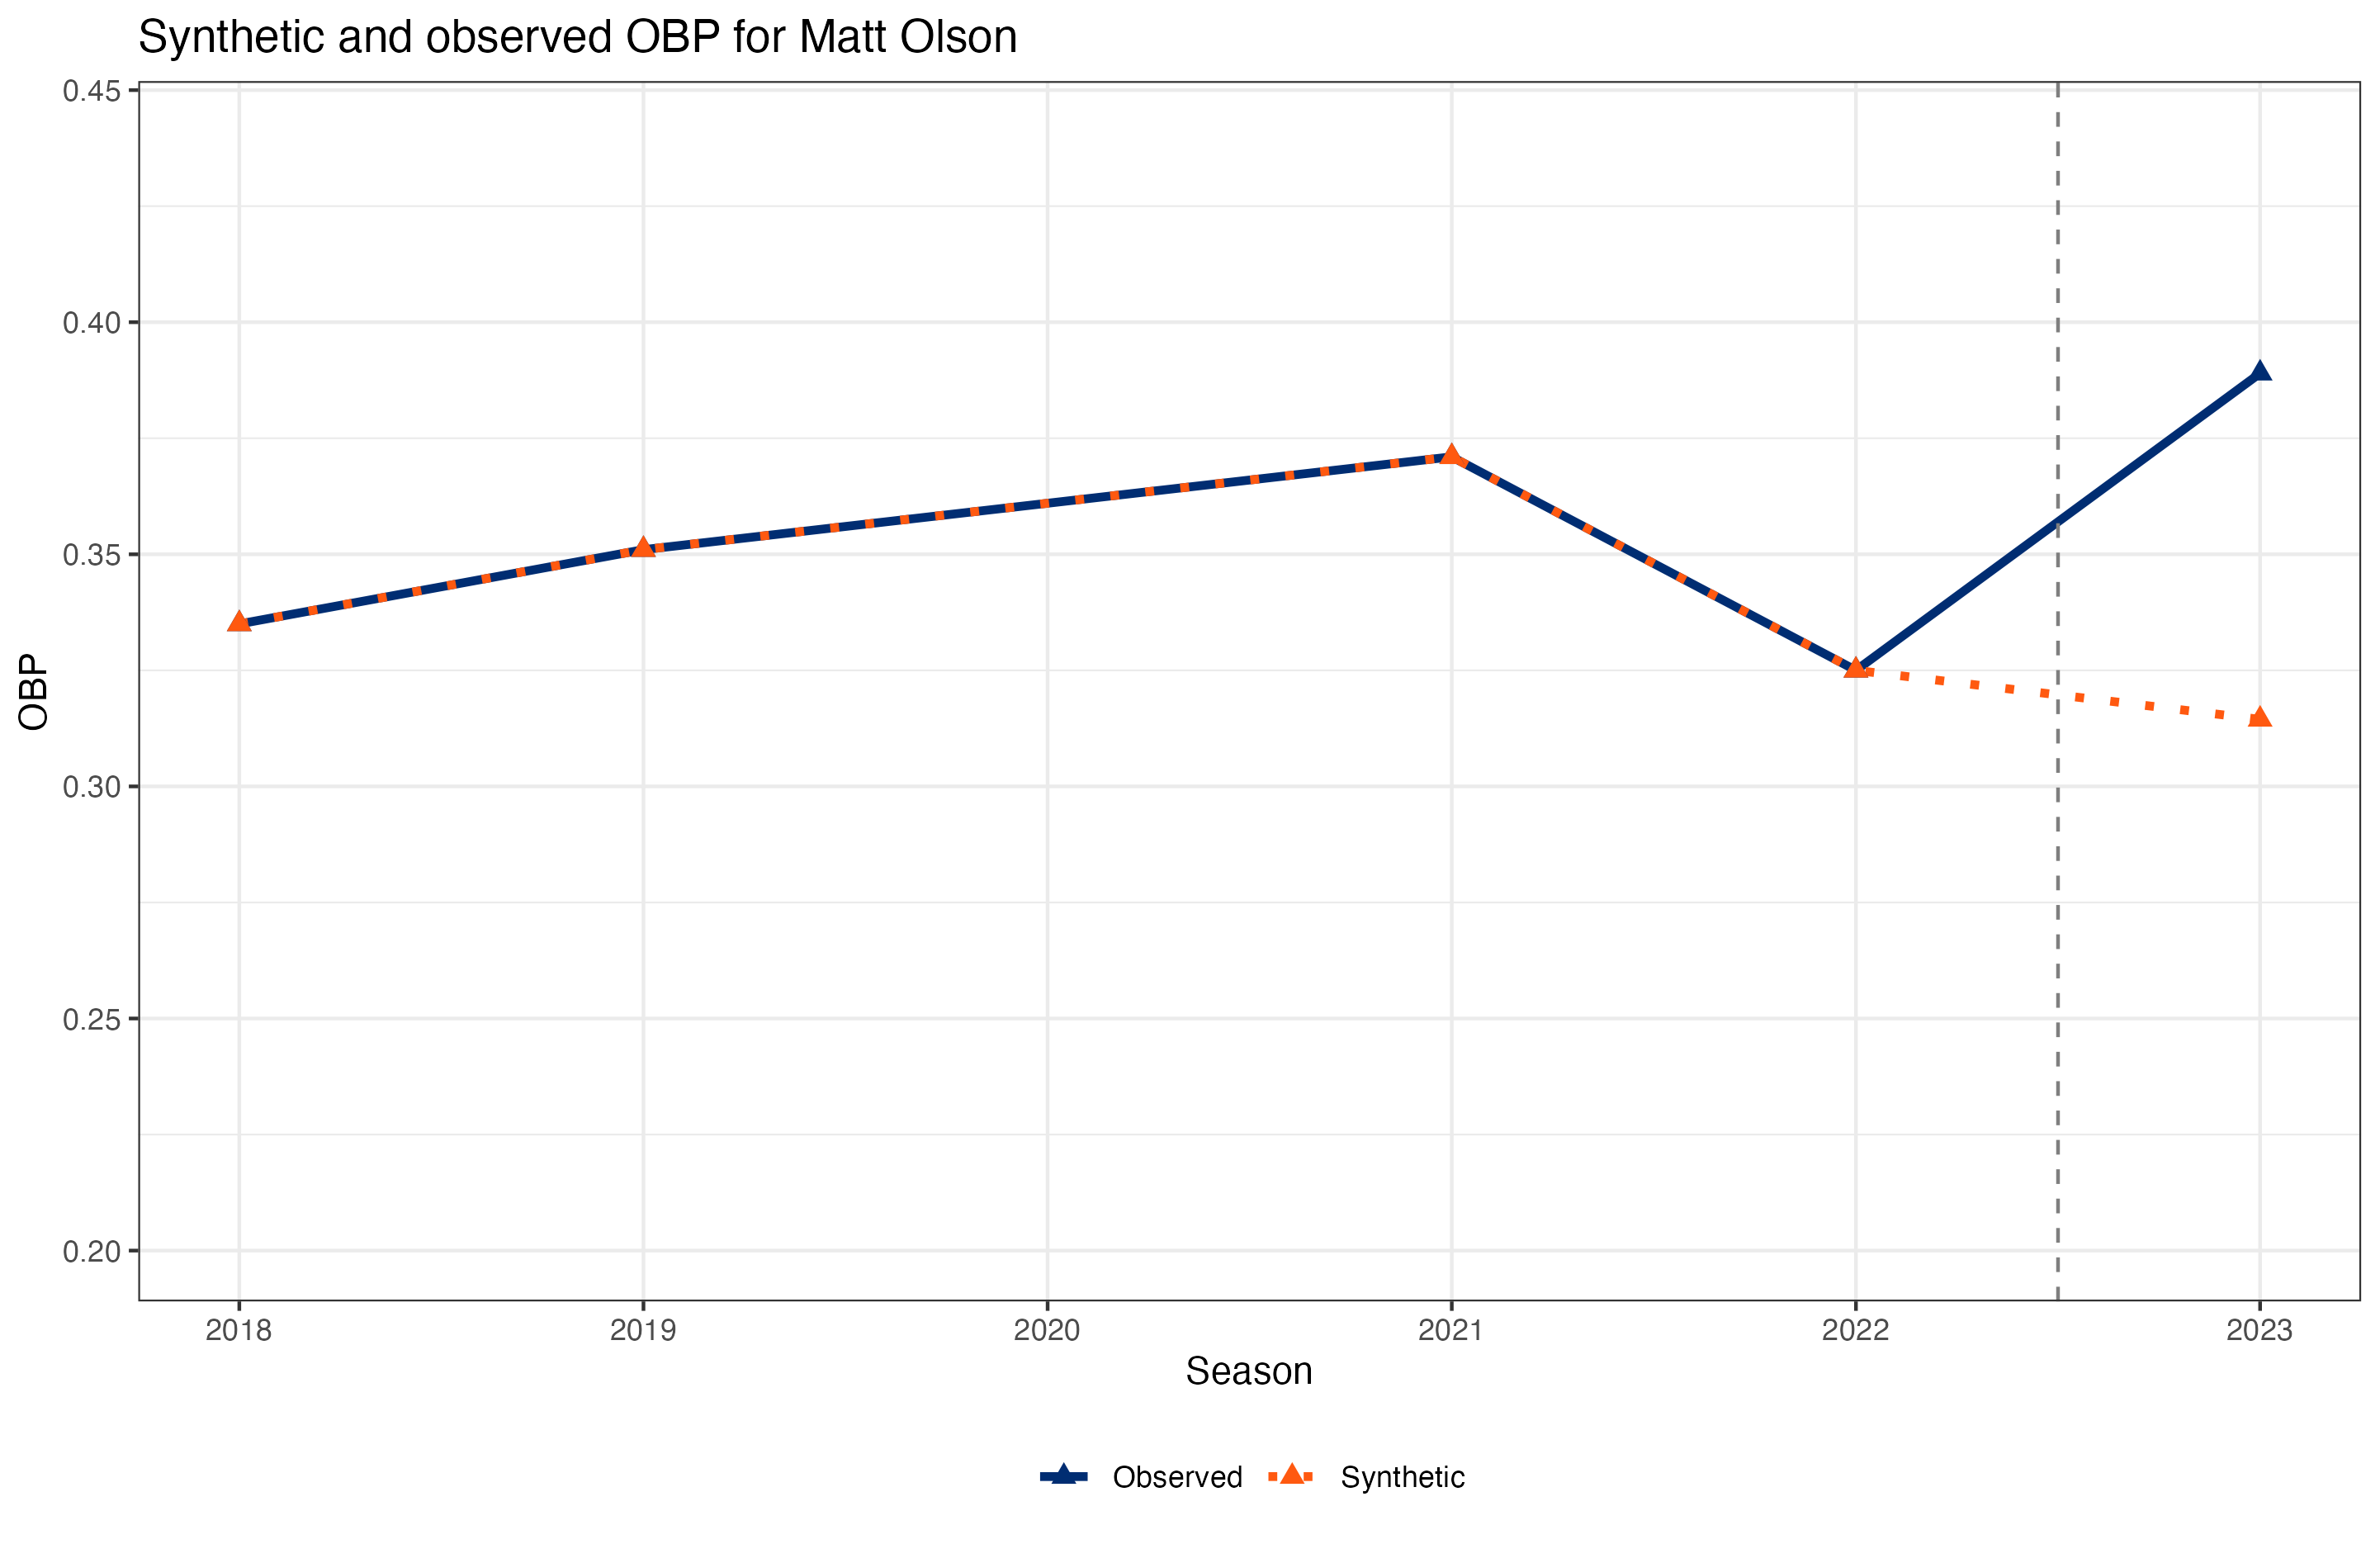 Synthetic and observed OBP for Matt Olson
0.45
0.40
0.35
0.30
0.25
0.20
OBP
2018 2019 2020 2021 2022 2023
Season
Observed Synthetic